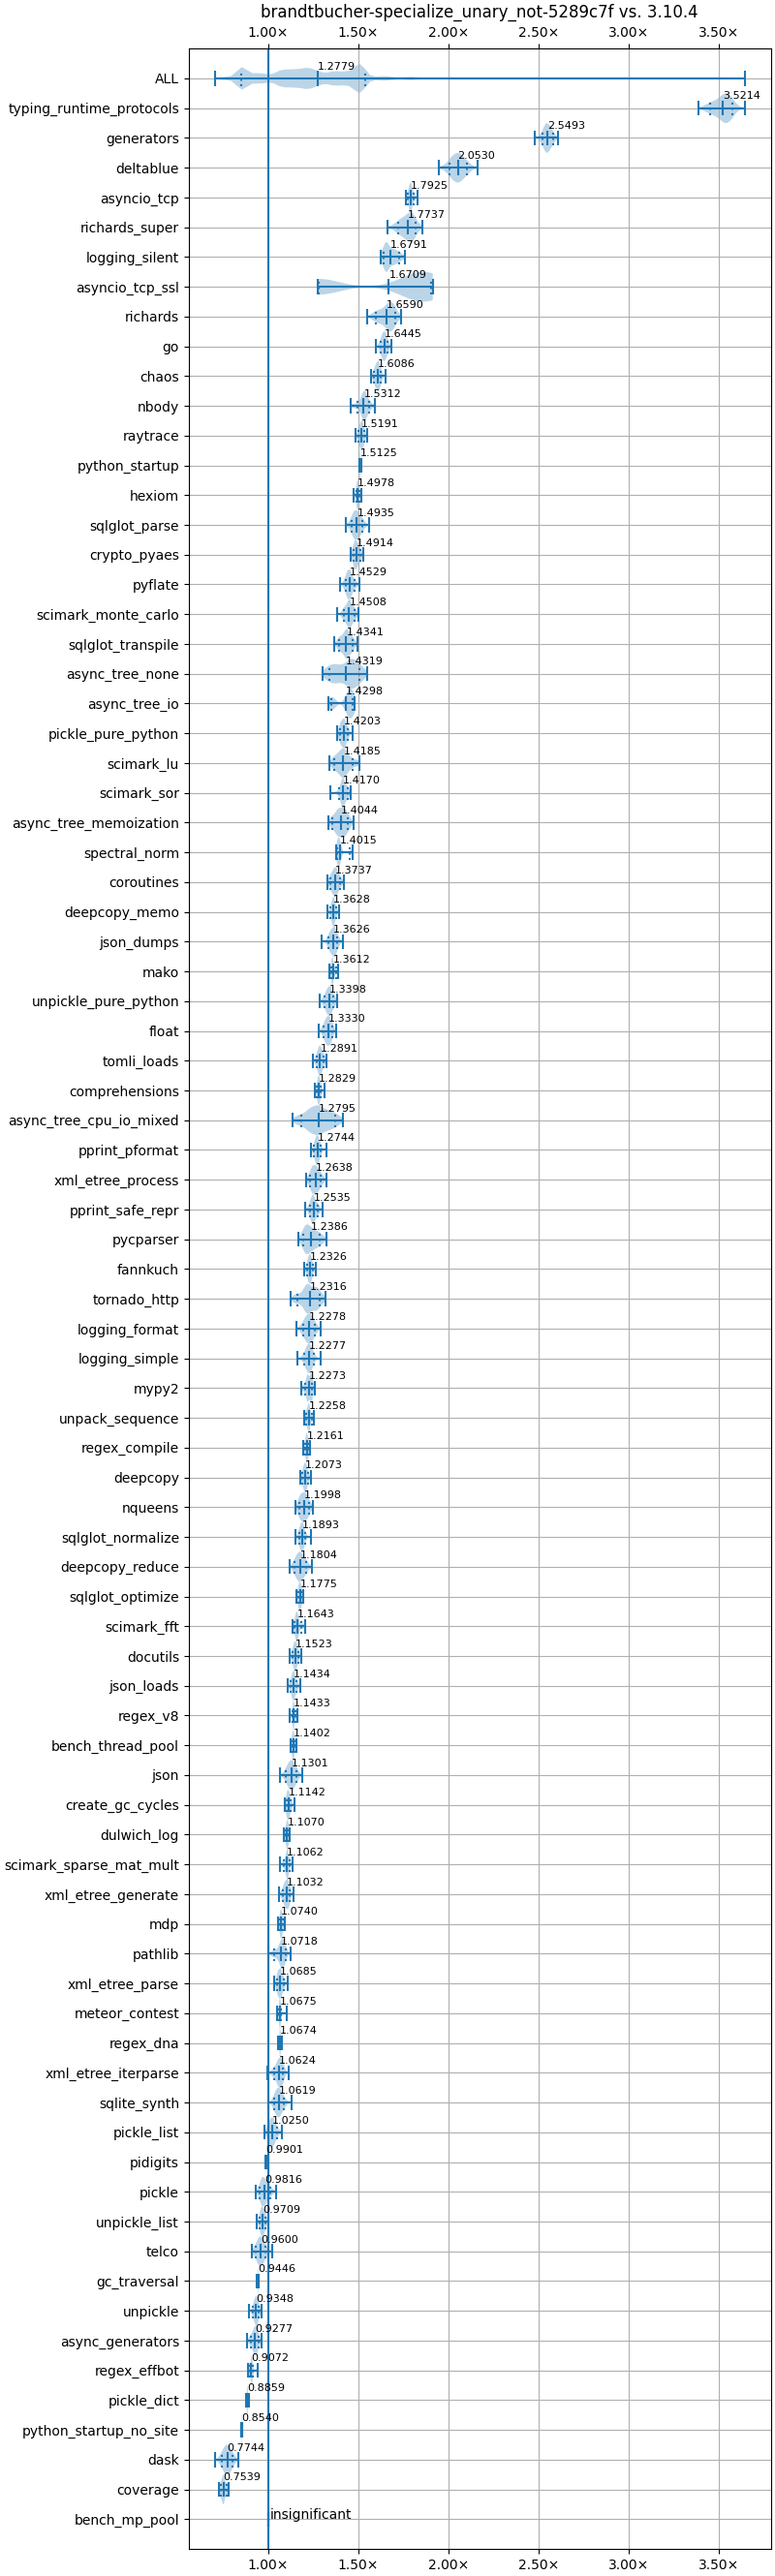 brandtbucher-specialize_unary_not-5289c7f vs. 3.10.4
1.00× 1.50× 2.00× 2.50× 3.00× 3.50×
ALL 1.2779
typing_runtime_protocols 3.5214
generators 2.5493
deltablue 2.0530
asyncio_tcp 1.7925
richards_super 1.7737
logging_silent 1.6791
asyncio_tcp_ssl 1.6709
richards 1.6590
go 1.6445
chaos 1.6086
nbody 1.5312
raytrace 1.5191
python_startup 1.5125
hexiom 1.4978
sqlglot_parse 1.4935
crypto_pyaes 1.4914
pyflate 1.4529
scimark_monte_carlo 1.4508
sqlglot_transpile 1.4341
async_tree_none 1.4319
async_tree_io 1.4298
pickle_pure_python 1.4203
scimark_lu 1.4185
scimark_sor 1.4170
async_tree_memoization 1.4044
spectral_norm 1.4015
coroutines 1.3737
deepcopy_memo 1.3628
json_dumps 1.3626
mako 1.3612
unpickle_pure_python 1.3398
float 1.3330
tomli_loads 1.2891
comprehensions 1.2829
async_tree_cpu_io_mixed 1.2795
pprint_pformat 1.2744
xml_etree_process 1.2638
pprint_safe_repr 1.2535
pycparser 1.2386
fannkuch 1.2326
tornado_http 1.2316
logging_format 1.2278
logging_simple 1.2277
mypy2 1.2273
unpack_sequence 1.2258
regex_compile 1.2161
deepcopy 1.2073
nqueens 1.1998
sqlglot_normalize 1.1893
deepcopy_reduce 1.1804
sqlglot_optimize 1.1775
scimark_fft 1.1643
docutils 1.1523
json_loads 1.1434
regex_v8 1.1433
bench_thread_pool 1.1402
json 1.1301
create_gc_cycles 1.1142
dulwich_log 1.1070
scimark_sparse_mat_mult 1.1062
xml_etree_generate 1.1032
mdp 1.0740
pathlib 1.0718
xml_etree_parse 1.0685
meteor_contest 1.0675
regex_dna 1.0674
xml_etree_iterparse 1.0624
sqlite_synth 1.0619
pickle_list 1.0250
pidigits 0.9901
pickle 0.9816
unpickle_list 0.9709
telco 0.9600
gc_traversal 0.9446
unpickle 0.9348
async_generators 0.9277
regex_effbot 0.9072
pickle_dict 0.8859
python_startup_no_site 0.8540
dask 0.7744
coverage 0.7539
bench_mp_pool insignificant
1.00× 1.50× 2.00× 2.50× 3.00× 3.50×